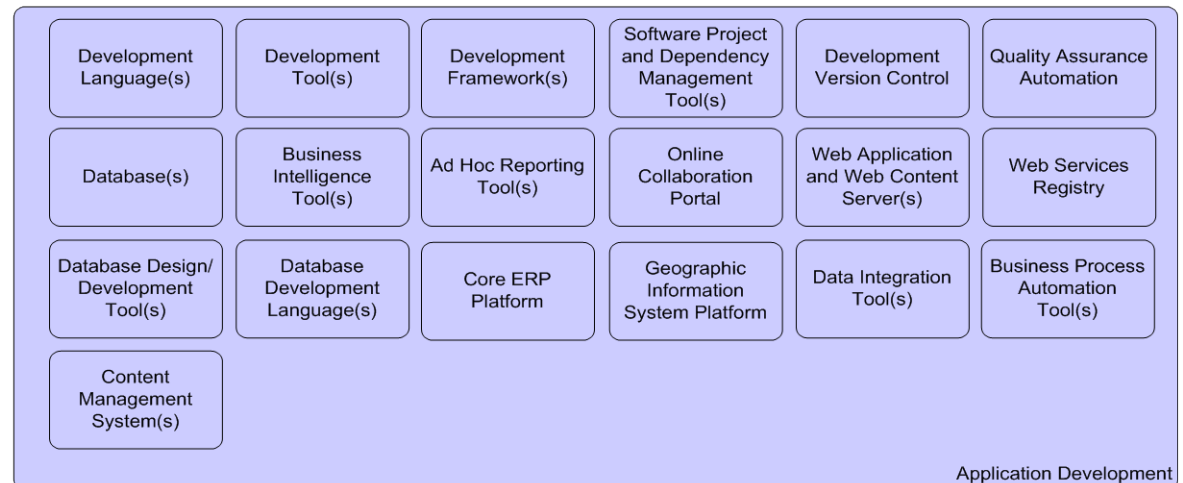 Development
Language(s)
Development
Tool(s)
Development
Framework(s)
Software Project
and Dependency
Management
Tool(s)
Development
Version Control
Quality Assurance
Automation
Database(s)
Business
Intelligence
Tool(s)
Ad Hoc Reporting
Tool(s)
Online
Collaboration
Portal
Web Application
and Web Content
Server(s)
Web Services
Registry
Database Design/
Development
Tool(s)
Database
Development
Language(s)
Core ERP
Platform
Geographic
Information
System Platform
Data Integration
Tool(s)
Business Process
Automation
Tool(s)
Content
Management
System(s)
Application Development